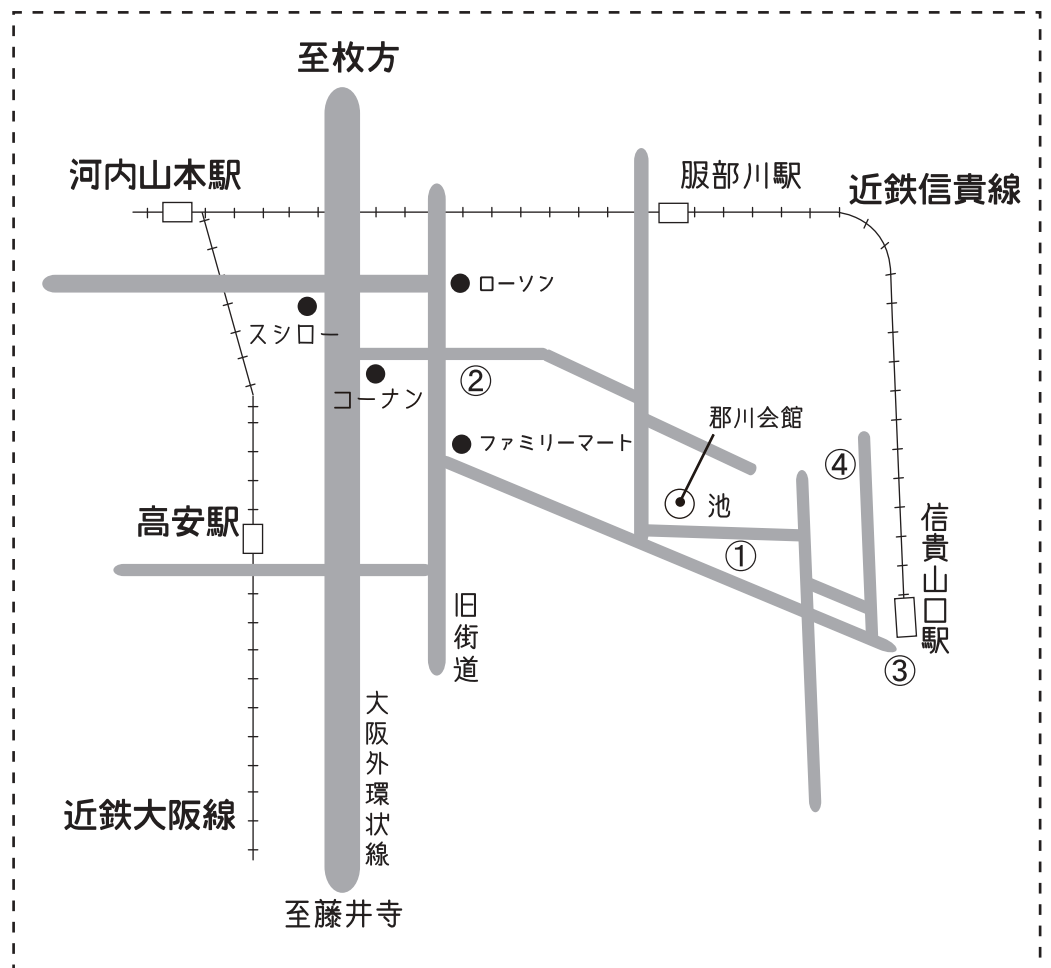 至枚方
河内山本駅
服部川駅
近鉄信貴線
ローソン
スシロー
コーナン
②
郡川会館
ファミリーマート
④
池
高安駅
①
信貴山口駅
旧街道
③
大阪外環状線
近鉄大阪線
至藤井寺